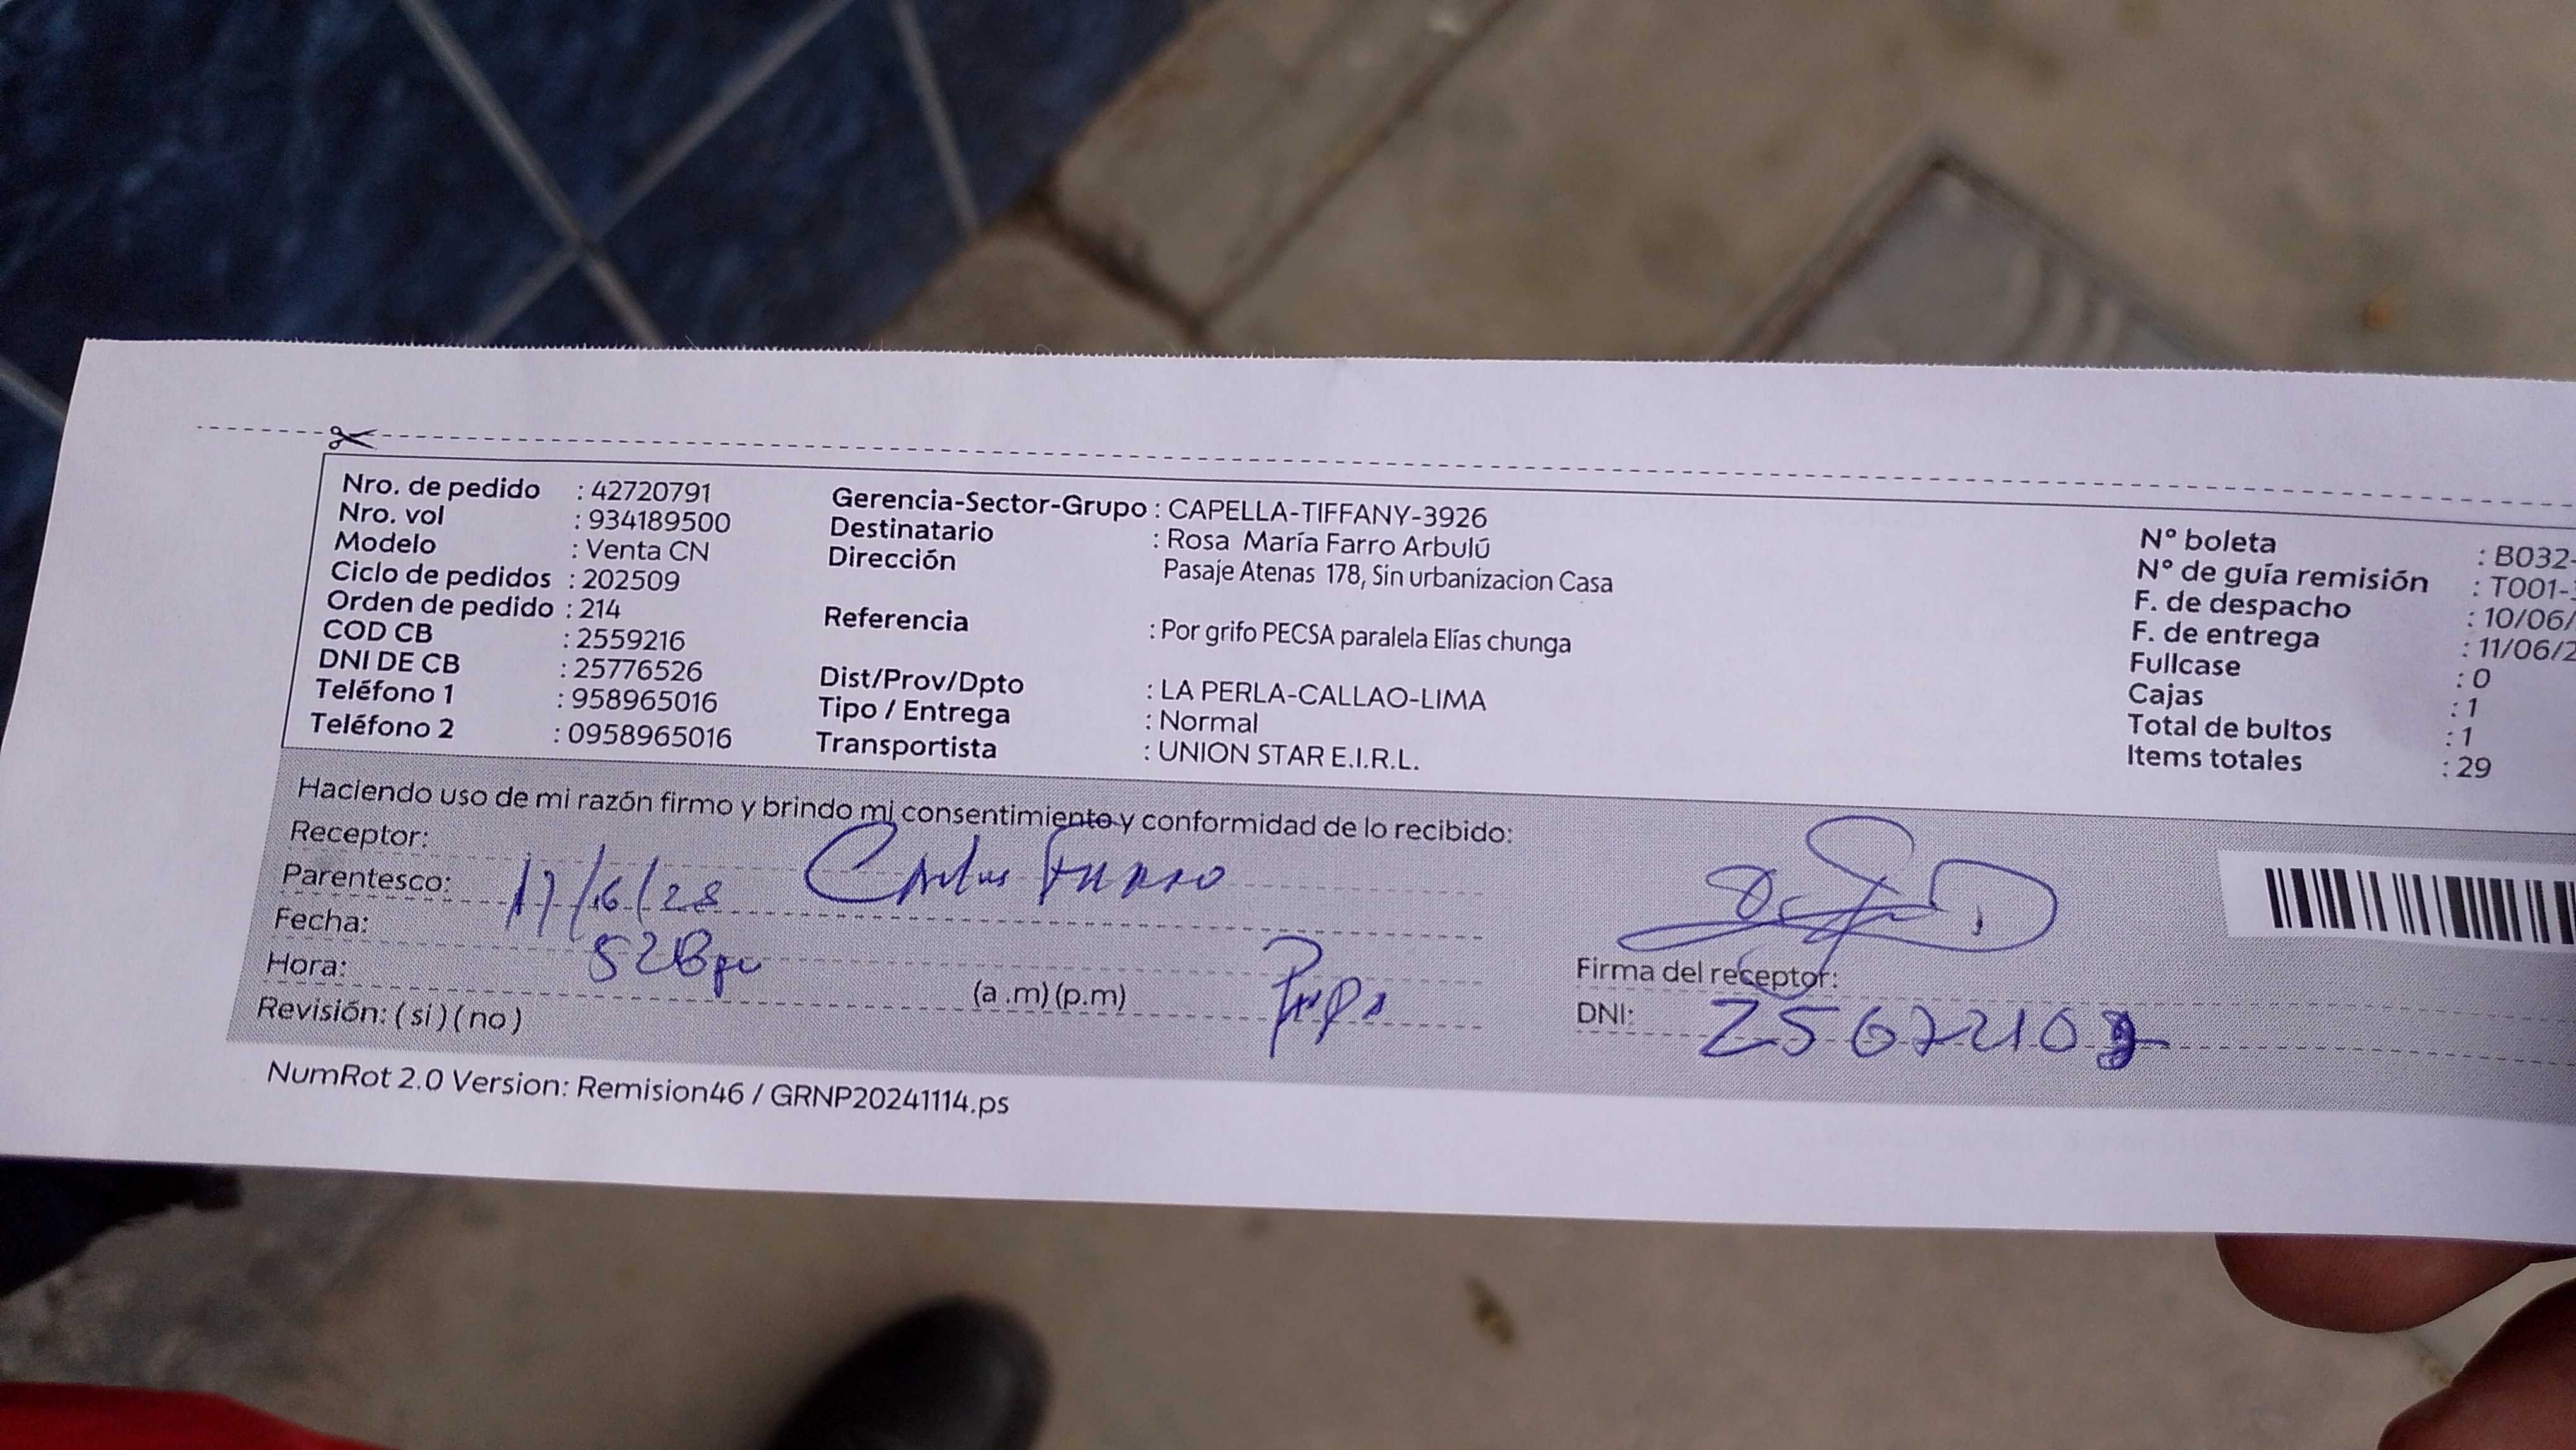 Nro. de pedido : 42720791
Nro. vol : 934189500
Modelo : Venta CN
Ciclo de pedidos : 202509
Orden de pedido : 214
COD CB : 2559216
DNI DE CB : 25776526
Teléfono 1 : 958965016
Teléfono 2 : 0958965016
Gerencia-Sector-Grupo : CAPELLA-TIFFANY-3926
Destinatario : Rosa María Farro Arbulú
Dirección Pasaje Atenas 178, Sin urbanizacion Casa
Referencia : Por grifo PECSA paralela Elías chunga
Dist/Prov/Dpto : LA PERLA-CALLAO-LIMA
Tipo / Entrega : Normal
Transportista : UNION STAR E.I.R.L.
N° boleta : B032-
N° de guía remisión : T001-
F. de despacho : 10/06/
F. de entrega : 11/06/2
Fullcase : 0
Cajas : 1
Total de bultos : 1
Items totales : 29
Haciendo uso de mi razón firmo y brindo mi consentimiento y conformidad de lo recibido:
Receptor: Carlos Farro
Parentesco:
Fecha:
Hora: (a .m) (p.m)
Revisión: ( si ) ( no )
Firma del receptor:
DNI:
NumRot 2.0 Version: Remision46 / GRNP20241114.ps